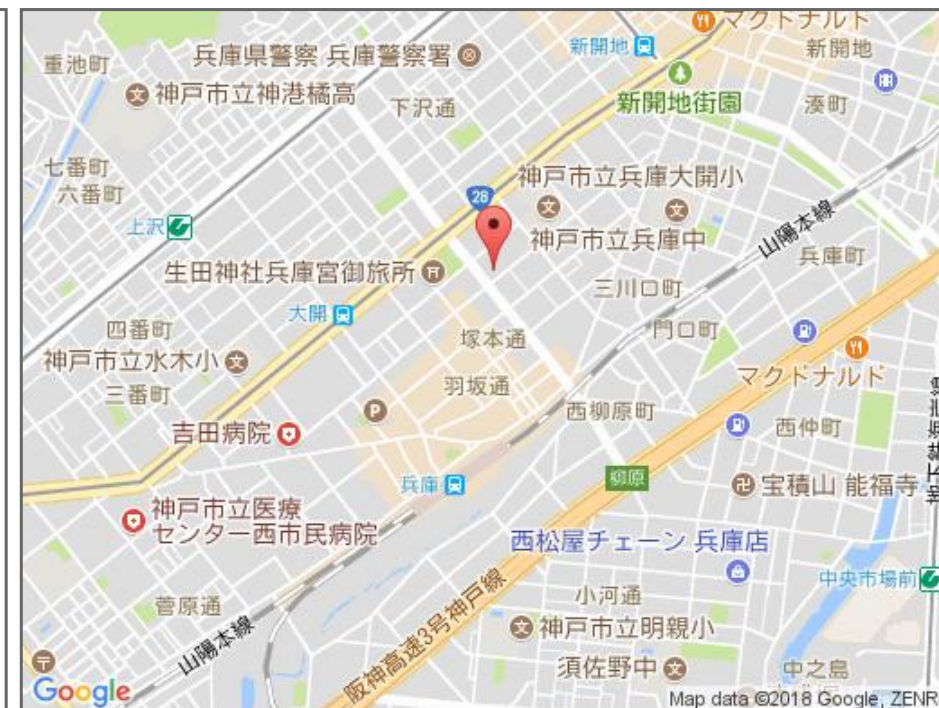 マクドナルド
新開地
新開地
兵庫県警察 兵庫警察署
重池町
神戸市立神港橘高
下沢通
新開地街園
湊町
七番町
六番町
28
神戸市立兵庫大開小
上沢
神戸市立兵庫中
山陽本線
兵庫町
生田神社兵庫宮御旅所
三川口町
大開
四番町
塚本通
門口町
神戸市立水木小
三番町
羽坂通
マクドナルド
西柳原町
西仲町
吉田病院
P
兵庫
柳原
宝積山 能福寺
神戸市立医療
センター西市民病院
西松屋チェーン 兵庫店
中央市場前
小河通
菅原通
山陽本線
阪神高速3号神戸線
神戸市立明親小
須佐野中
中之島
Google
Map data ©2018 Google, ZENR